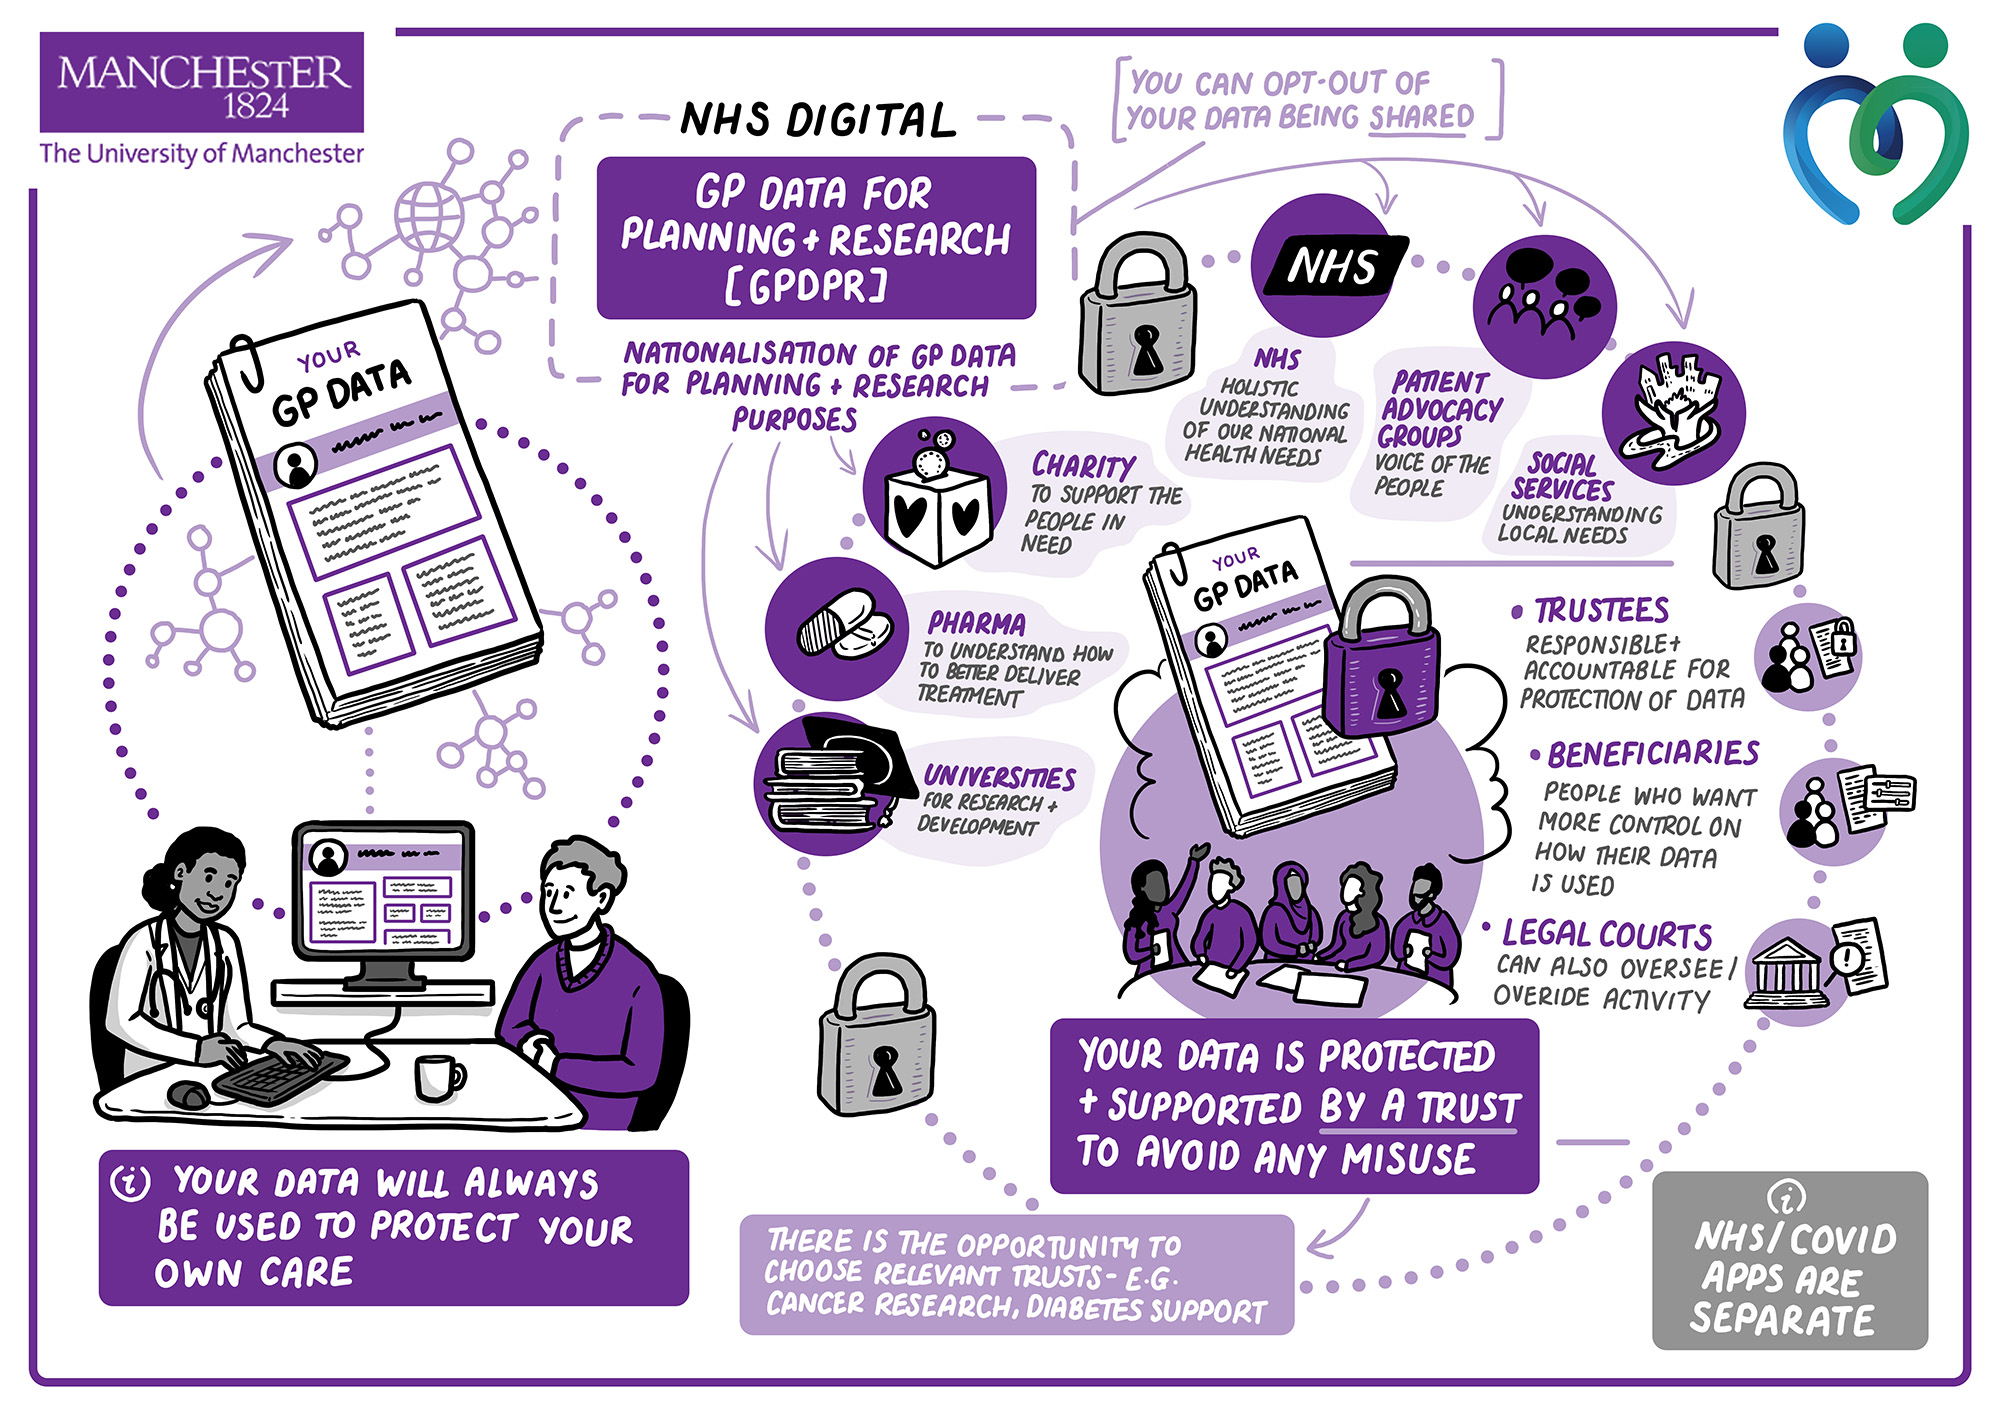 MANCHESTER
1824
The University of Manchester
NHS DIGITAL
GP DATA FOR
PLANNING + RESEARCH
[GPDPR]
NATIONALISATION OF GP DATA
FOR PLANNING + RESEARCH
PURPOSES
[YOU CAN OPT-OUT OF
YOUR DATA BEING SHARED]
YOUR
GP DATA
NHS
NHS
HOLISTIC
UNDERSTANDING
OF OUR NATIONAL
HEALTH NEEDS
PATIENT
ADVOCACY
GROUPS
VOICE OF THE
PEOPLE
SOCIAL
SERVICES
UNDERSTANDING
LOCAL NEEDS
CHARITY
TO SUPPORT THE
PEOPLE IN
NEED
PHARMA
TO UNDERSTAND HOW
TO BETTER DELIVER
TREATMENT
UNIVERSITIES
FOR RESEARCH +
DEVELOPMENT
YOUR
GP DATA
• TRUSTEES
RESPONSIBLE +
ACCOUNTABLE FOR
PROTECTION OF DATA
• BENEFICIARIES
PEOPLE WHO WANT
MORE CONTROL ON
HOW THEIR DATA
IS USED
• LEGAL COURTS
CAN ALSO OVERSEE /
OVERIDE ACTIVITY
!
YOUR DATA IS PROTECTED
+ SUPPORTED BY A TRUST
TO AVOID ANY MISUSE
i YOUR DATA WILL ALWAYS
BE USED TO PROTECT YOUR
OWN CARE
THERE IS THE OPPORTUNITY TO
CHOOSE RELEVANT TRUSTS - E.G.
CANCER RESEARCH, DIABETES SUPPORT
i
NHS / COVID
APPS ARE
SEPARATE